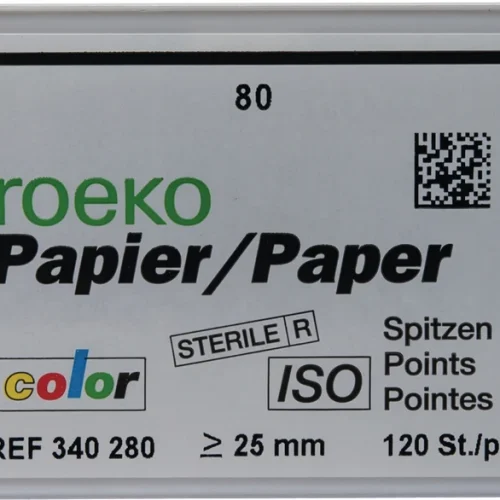 80
roeko
Papier/Paper
STERILE R
Spitzen
color
ISO
Points
Pointes
REF 340 280
≥ 25 mm
120 St./p